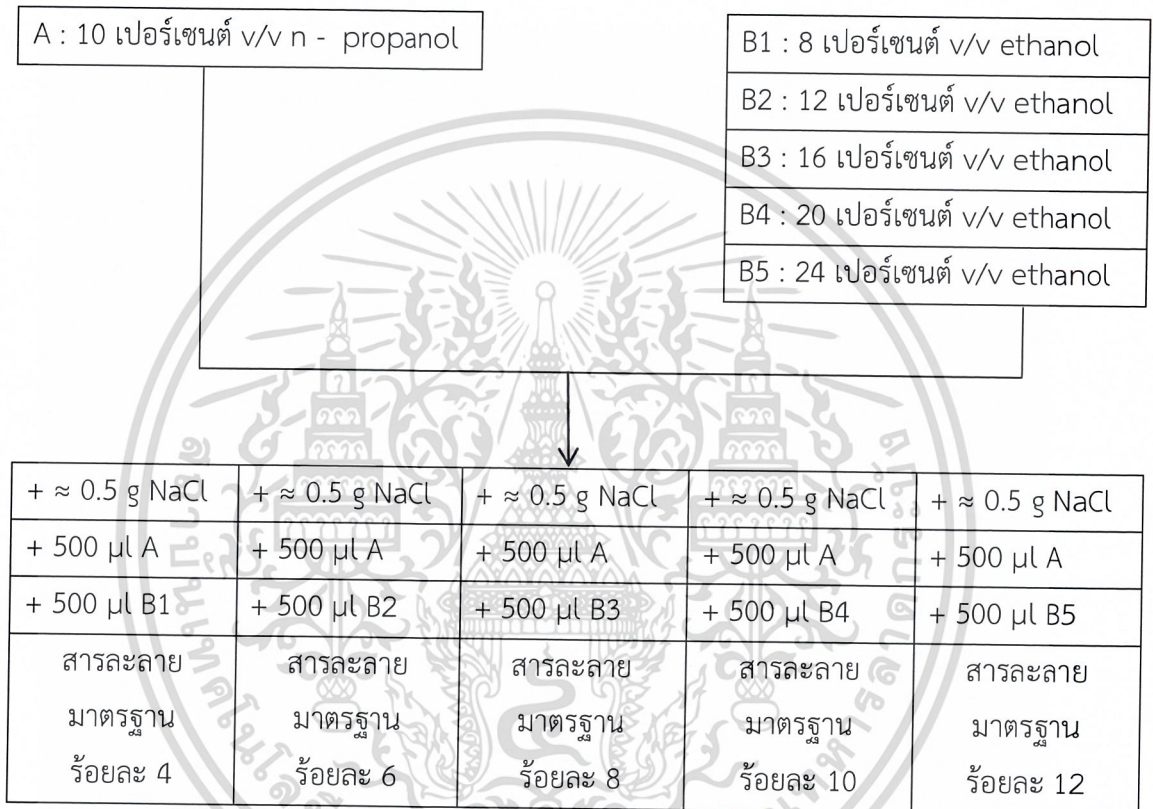 A : 10 เปอร์เซนต์ v/v n - propanol
B1 : 8 เปอร์เซนต์ v/v ethanol
B2 : 12 เปอร์เซนต์ v/v ethanol
B3 : 16 เปอร์เซนต์ v/v ethanol
B4 : 20 เปอร์เซนต์ v/v ethanol
B5 : 24 เปอร์เซนต์ v/v ethanol
+ ≈ 0.5 g NaCl + ≈ 0.5 g NaCl + ≈ 0.5 g NaCl + ≈ 0.5 g NaCl + ≈ 0.5 g NaCl
+ 500 µl A + 500 µl A + 500 µl A + 500 µl A + 500 µl A
+ 500 µl B1 + 500 µl B2 + 500 µl B3 + 500 µl B4 + 500 µl B5
สารละลาย สารละลาย สารละลาย สารละลาย สารละลาย
มาตรฐาน มาตรฐาน มาตรฐาน มาตรฐาน มาตรฐาน
ร้อยละ 4 ร้อยละ 6 ร้อยละ 8 ร้อยละ 10 ร้อยละ 12